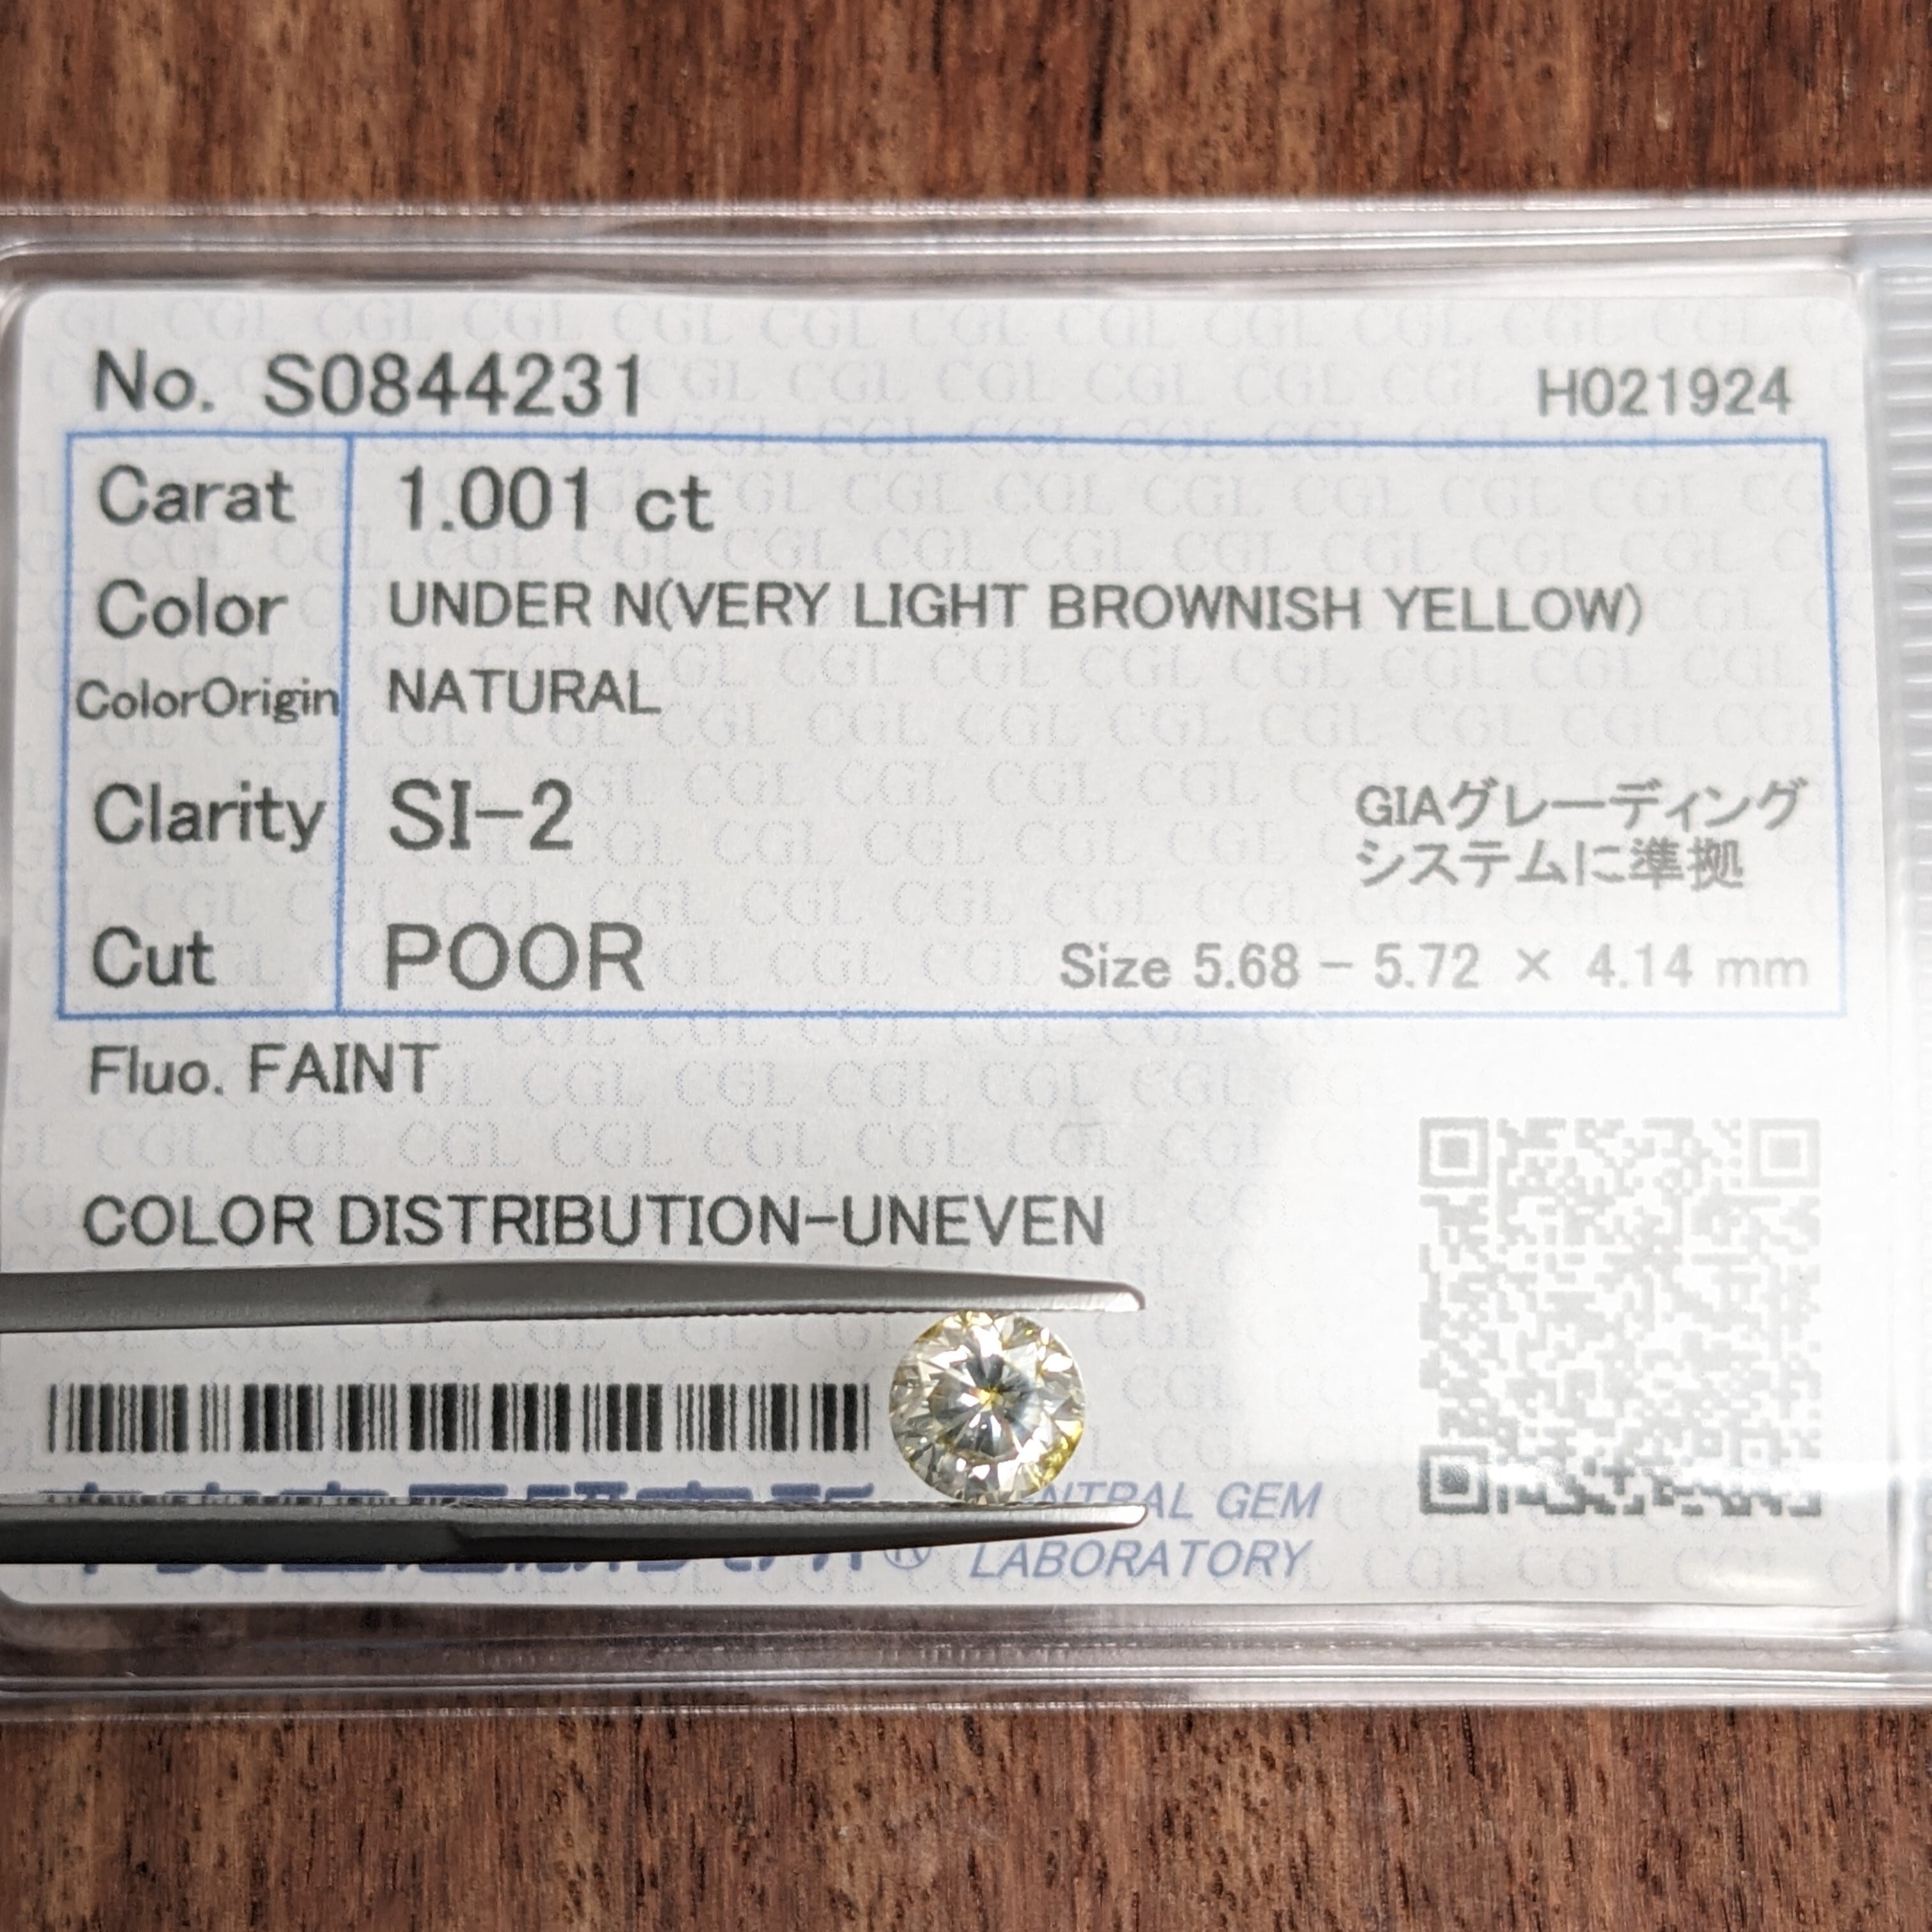 No. S0844231
H021924
Carat 1.001 ct
Color UNDER N(VERY LIGHT BROWNISH YELLOW)
ColorOrigin NATURAL
Clarity SI-2
GIAグレーディング
システムに準拠
Cut POOR
Size 5.68 - 5.72 × 4.14 mm
Fluo. FAINT
COLOR DISTRIBUTION-UNEVEN
GEM
LABORATORY